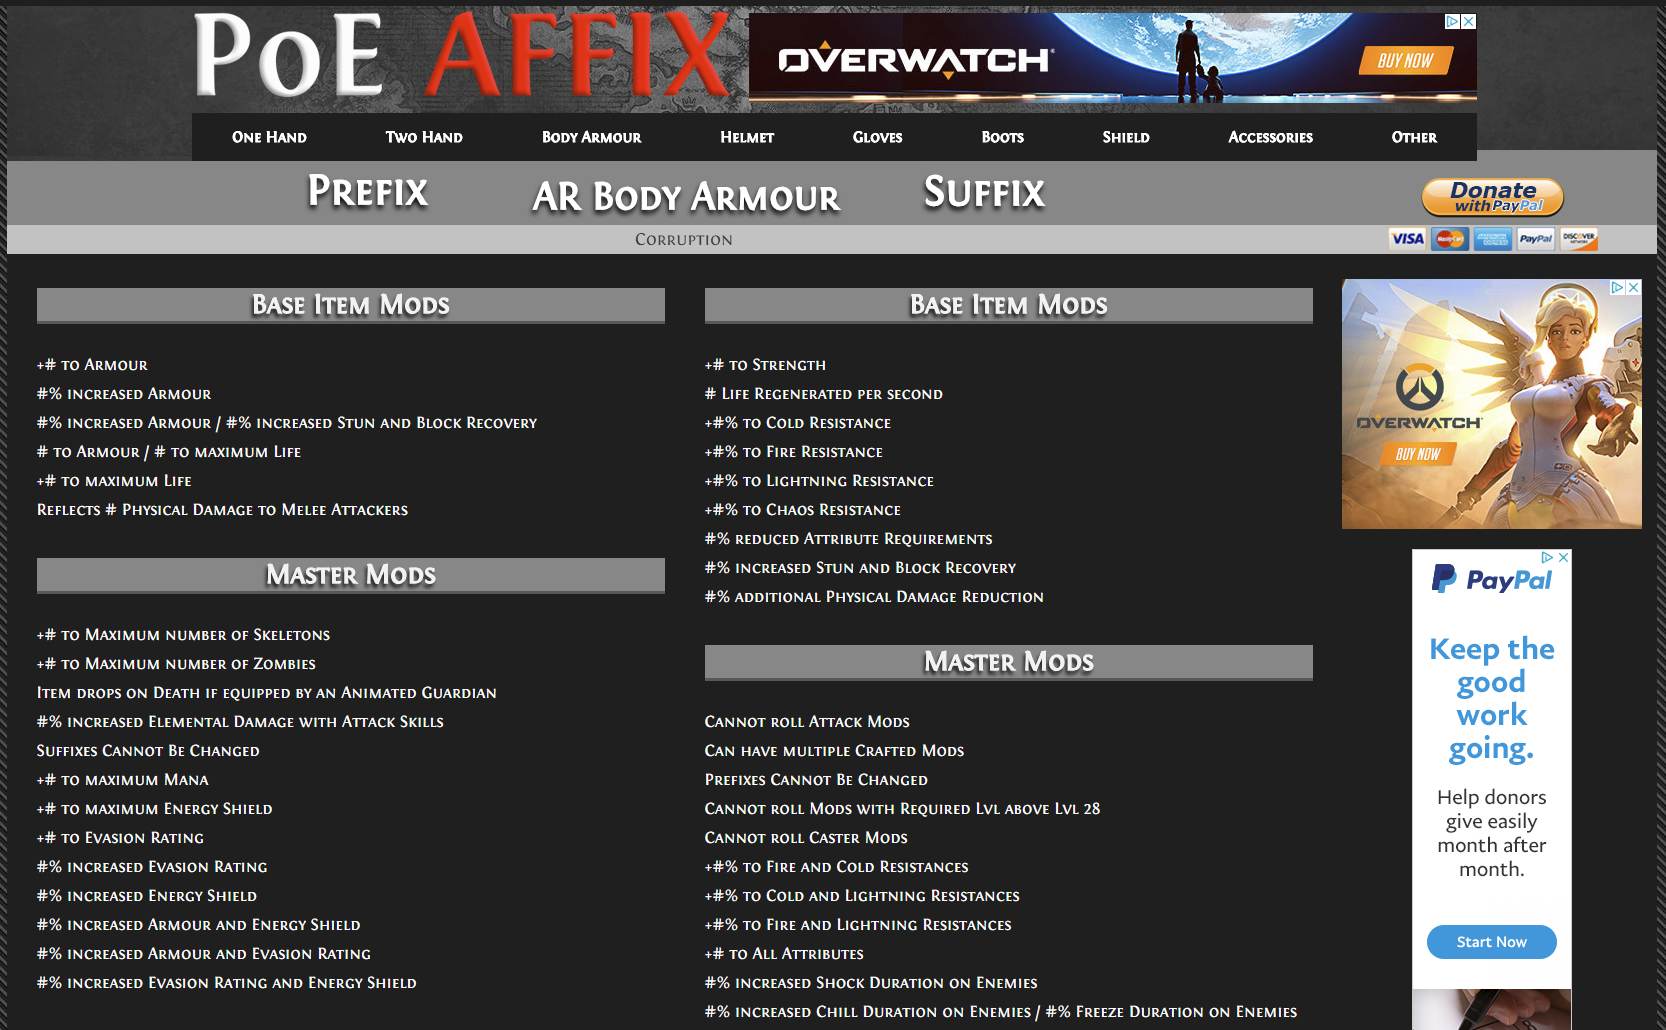 PoE AFFIX
OVERWATCH
BUY NOW
One Hand
Two Hand
Body Armour
Helmet
Gloves
Boots
Shield
Accessories
Other
Prefix
AR Body Armour
Suffix
Donate
with PayPal
Corruption
VISA
MasterCard
AMERICAN EXPRESS
PayPal
DISCOVER
NETWORK
Base Item Mods
+# to Armour
#% increased Armour
#% increased Armour / #% increased Stun and Block Recovery
# to Armour / # to maximum Life
+# to maximum Life
Reflects # Physical Damage to Melee Attackers
Master Mods
+# to Maximum number of Skeletons
+# to Maximum number of Zombies
Item drops on Death if equipped by an Animated Guardian
#% increased Elemental Damage with Attack Skills
Suffixes Cannot Be Changed
+# to maximum Mana
+# to maximum Energy Shield
+# to Evasion Rating
#% increased Evasion Rating
#% increased Energy Shield
#% increased Armour and Energy Shield
#% increased Armour and Evasion Rating
#% increased Evasion Rating and Energy Shield
Base Item Mods
+# to Strength
# Life Regenerated per second
+#% to Cold Resistance
+#% to Fire Resistance
+#% to Lightning Resistance
+#% to Chaos Resistance
#% reduced Attribute Requirements
#% increased Stun and Block Recovery
#% additional Physical Damage Reduction
Master Mods
Cannot roll Attack Mods
Can have multiple Crafted Mods
Prefixes Cannot Be Changed
Cannot roll Mods with Required Lvl above Lvl 28
Cannot roll Caster Mods
+#% to Fire and Cold Resistances
+#% to Cold and Lightning Resistances
+#% to Fire and Lightning Resistances
+# to All Attributes
#% increased Shock Duration on Enemies
#% increased Chill Duration on Enemies / #% Freeze Duration on Enemies
OVERWATCH
BUY NOW
PayPal
Keep the
good
work
going.
Help donors
give easily
month after
month.
Start Now